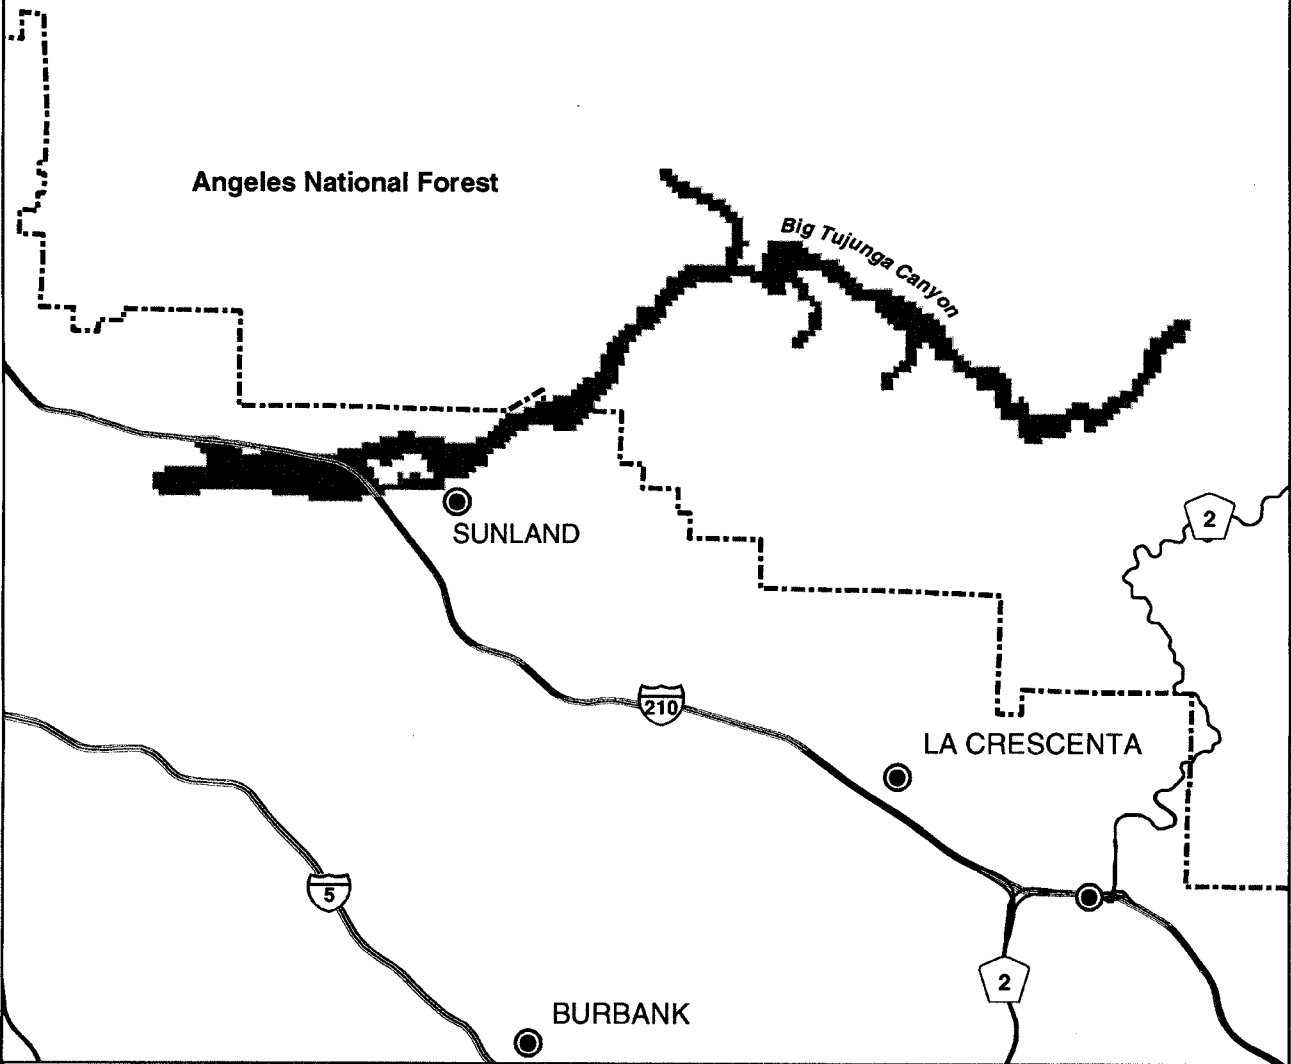 Angeles National Forest
Big Tujunga Canyon
SUNLAND
2
210
LA CRESCENTA
5
2
BURBANK